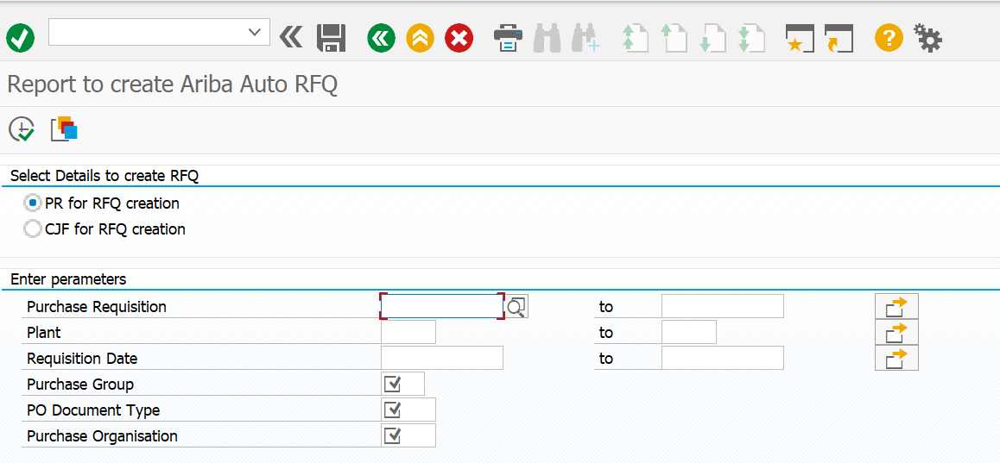 Report to create Ariba Auto RFQ
Select Details to create RFQ
PR for RFQ creation
CJF for RFQ creation
Enter perameters
Purchase Requisition to
Plant to
Requisition Date to
Purchase Group
PO Document Type
Purchase Organisation